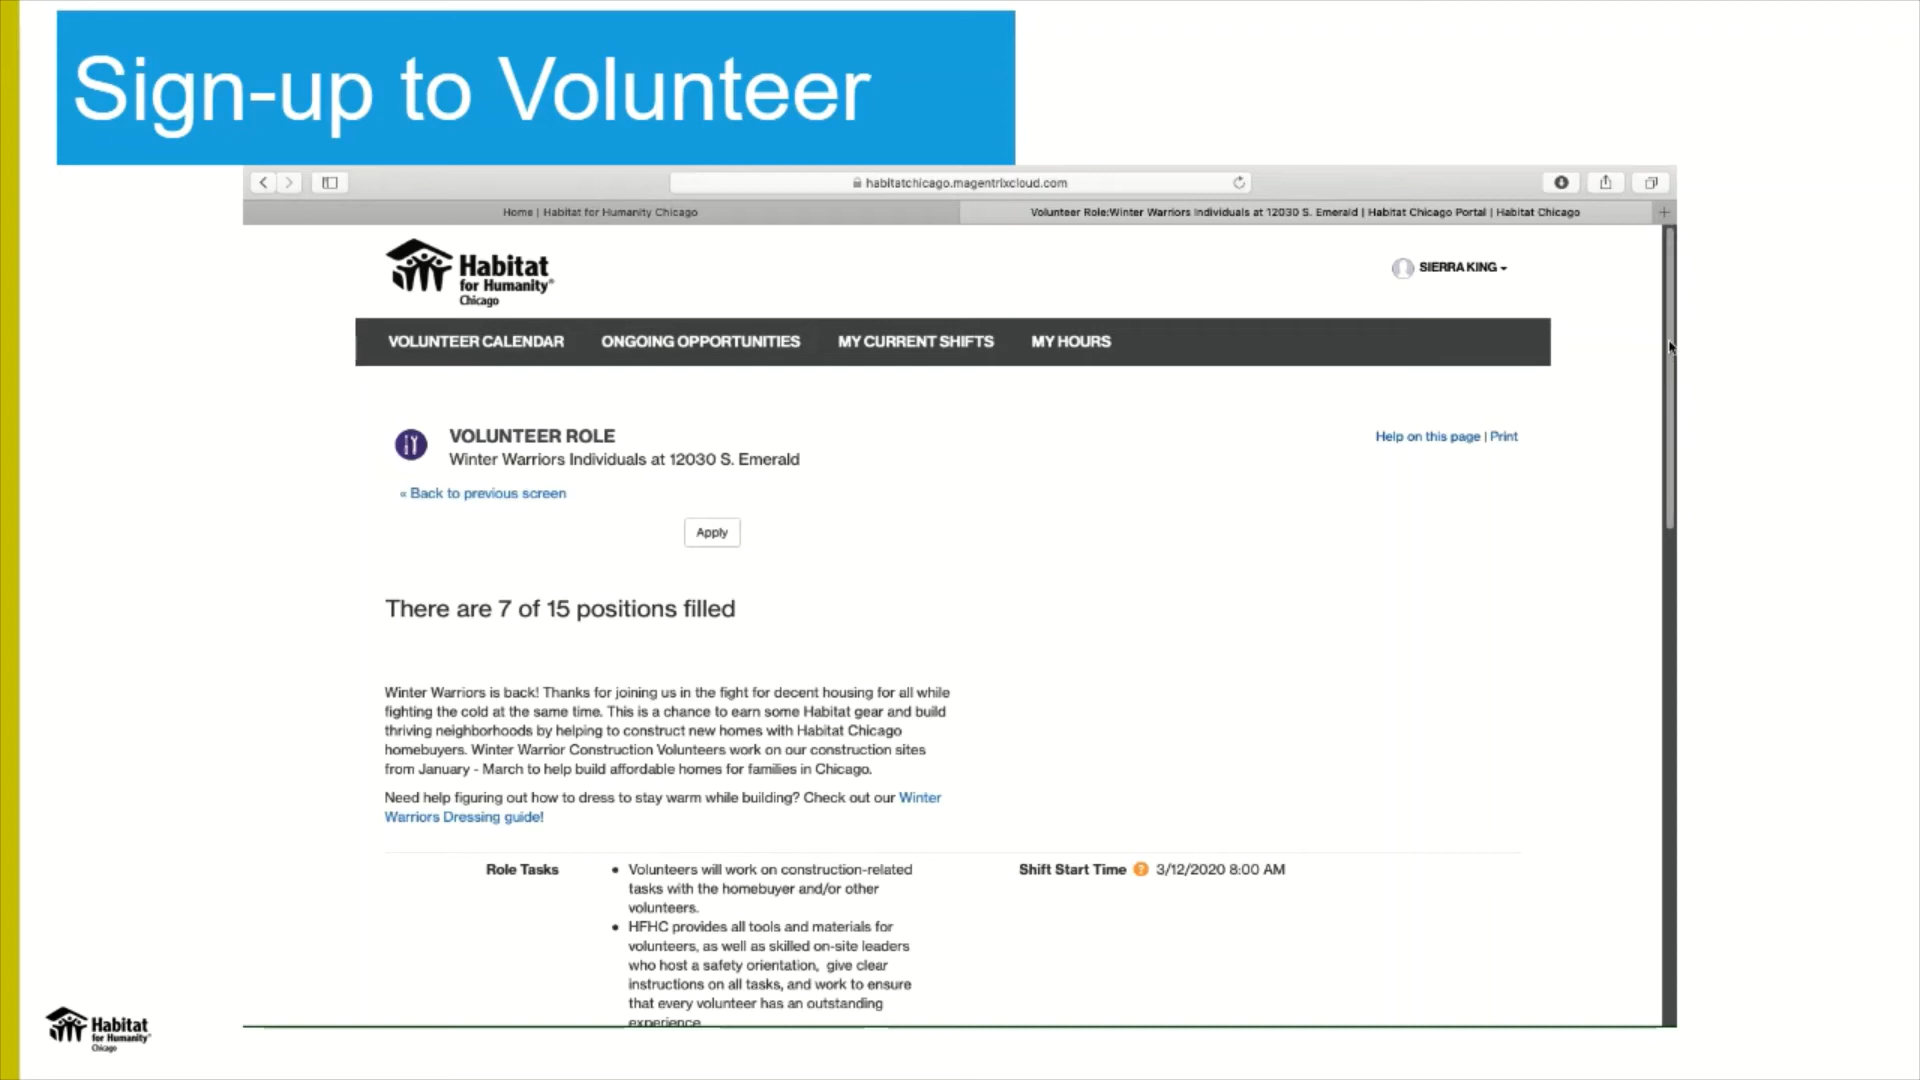 Sign-up to Volunteer
habitatchicago.magentrixcloud.com
Home | Habitat for Humanity Chicago
Volunteer Role:Winter Warriors Individuals at 12030 S. Emerald | Habitat Chicago Portal | Habitat Chicago
Habitat
for Humanity®
Chicago
SIERRA KING
VOLUNTEER CALENDAR ONGOING OPPORTUNITIES MY CURRENT SHIFTS MY HOURS
VOLUNTEER ROLE
Winter Warriors Individuals at 12030 S. Emerald
Help on this page | Print
« Back to previous screen
Apply
There are 7 of 15 positions filled
Winter Warriors is back! Thanks for joining us in the fight for decent housing for all while
fighting the cold at the same time. This is a chance to earn some Habitat gear and build
thriving neighborhoods by helping to construct new homes with Habitat Chicago
homebuyers. Winter Warrior Construction Volunteers work on our construction sites
from January - March to help build affordable homes for families in Chicago.
Need help figuring out how to dress to stay warm while building? Check out our Winter
Warriors Dressing guide!
Role Tasks
• Volunteers will work on construction-related
tasks with the homebuyer and/or other
volunteers.
• HFHC provides all tools and materials for
volunteers, as well as skilled on-site leaders
who host a safety orientation, give clear
instructions on all tasks, and work to ensure
that every volunteer has an outstanding
experience
Shift Start Time ? 3/12/2020 8:00 AM
Habitat
for Humanity®
Chicago